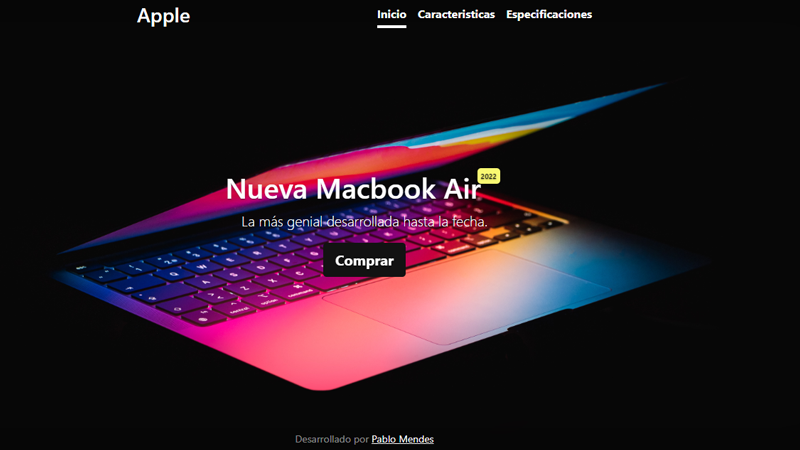 Apple
Inicio Caracteristicas Especificaciones
Nueva Macbook Air 2022
La más genial desarrollada hasta la fecha.
Comprar
Desarrollado por Pablo Mendes